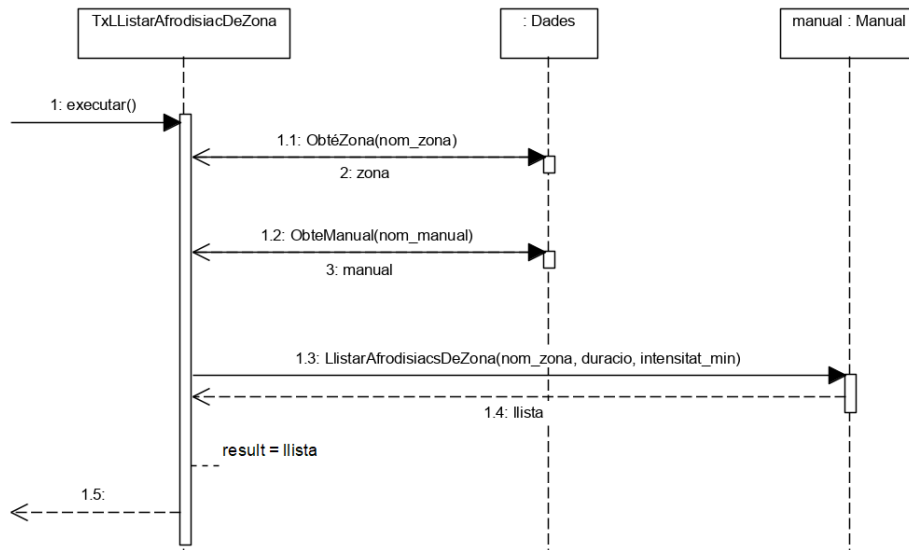 TxLListarAfrodisiacDeZona
: Dades
manual : Manual
1: executar()
1.1: ObtéZona(nom_zona)
2: zona
1.2: ObteManual(nom_manual)
3: manual
1.3: LlistarAfrodisiacsDeZona(nom_zona, duracio, intensitat_min)
1.4: llista
result = llista
1.5: